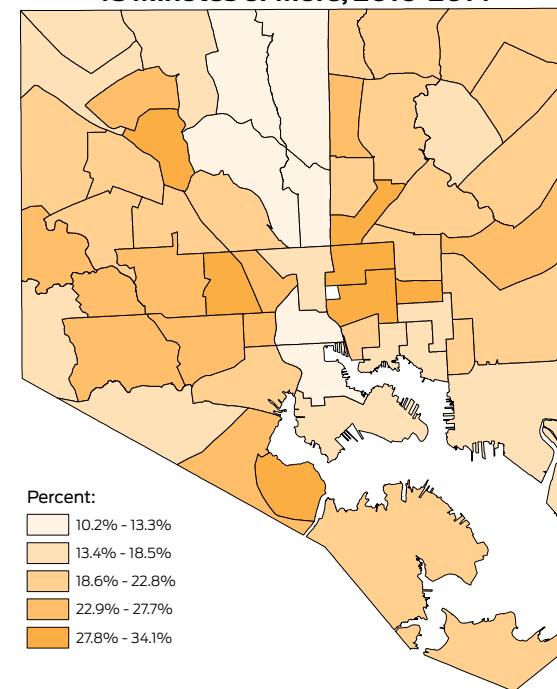 Percent:
10.2% - 13.3%
13.4% - 18.5%
18.6% - 22.8%
22.9% - 27.7%
27.8% - 34.1%